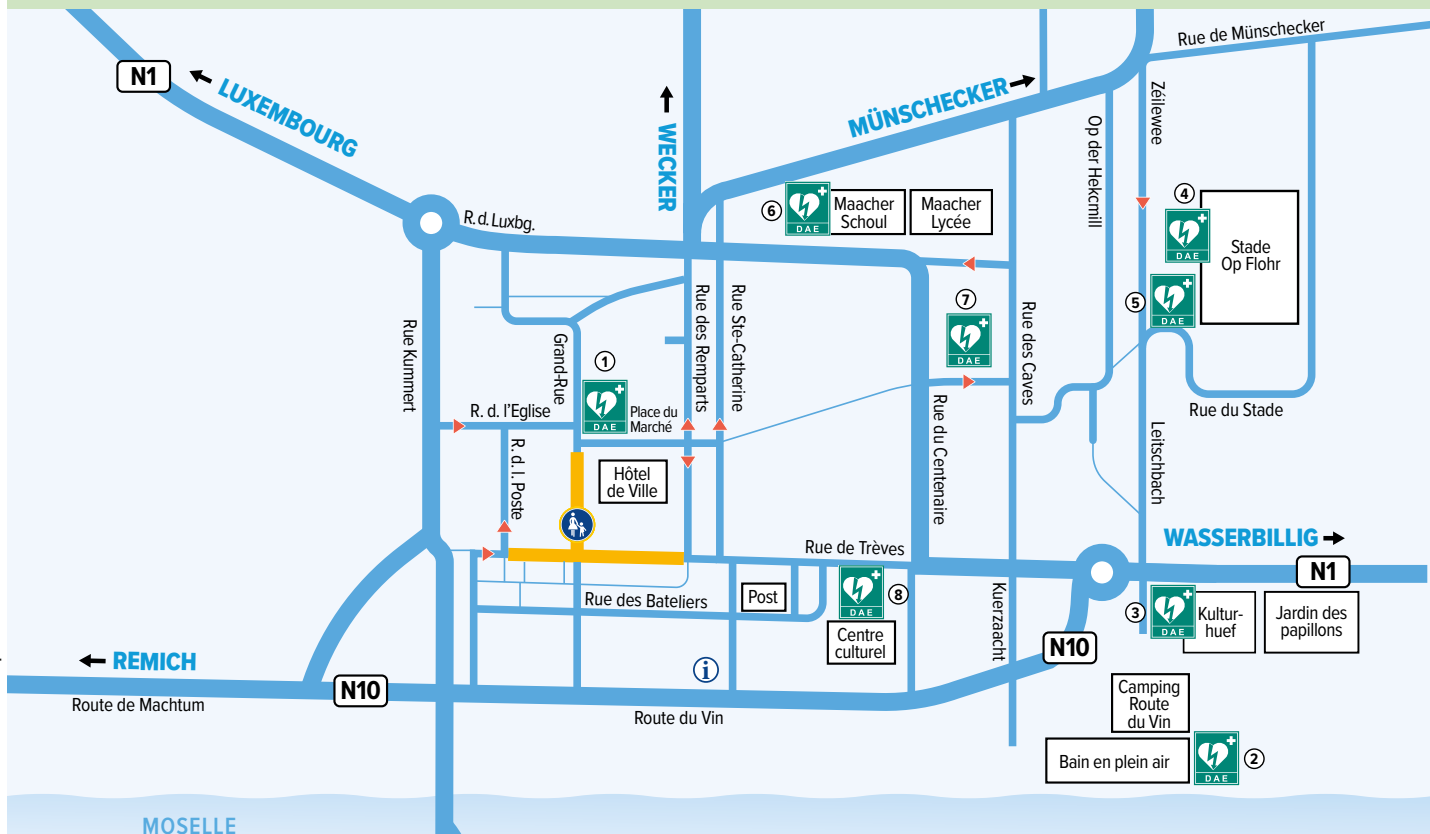 Rue de Münschecker
N1
LUXEMBOURG
WECKER
MÜNSCHECKER
Zéilewee
Op der Hekcmill
R. d. Luxbg.
6
DAE
Maacher
Schoul
Maacher
Lycée
4
DAE
Stade
Op Flohr
5
DAE
7
DAE
Rue Kummert
Grand-Rue
Rue des Remparts
Rue Ste-Catherine
Rue des Caves
1
DAE
Place du
Marché
R. d. l'Eglise
R. d. l. Poste
Hôtel
de Ville
Rue du Centenaire
Rue du Stade
Leitschbach
WASSERBILLIG
N1
Rue de Trèves
Rue des Bateliers
Post
DAE
8
Centre
culturel
Kuerzaacht
3
DAE
Kultur-
huef
Jardin des
papillons
N10
REMICH
N10
Route de Machtum
i
Route du Vin
Camping
Route
du Vin
Bain en plein air
DAE
2
MOSELLE